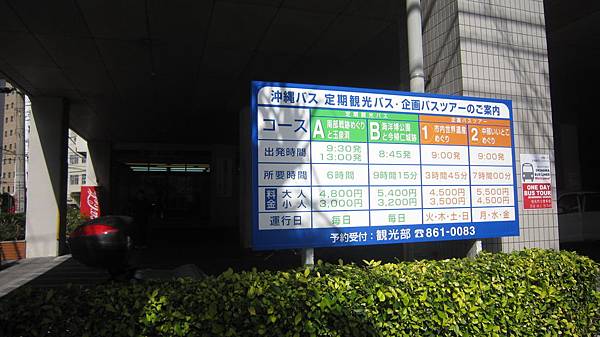 沖縄バス 定期観光バス・企画バスツアーのご案内
コース
定期観光バス
企画バスツアー
A 南部戦跡めぐりと玉泉洞
B 海洋博公園と今帰仁城跡
1 市内世界遺産めぐり
2 中部いいとこめぐり
出発時間 9:30発 13:00発 8:45発 9:00発 9:00発
所要時間 6時間 9時間15分 3時間45分 7時間00分
料金 大人 4,800円 5,400円 4,500円 5,500円
小人 3,000円 3,200円 3,500円 4,500円
運行日 毎日 毎日 火・木・土・日 月・水・金
予約受付：観光部 ☎861-0083
ONE DAY
BUS TOUR